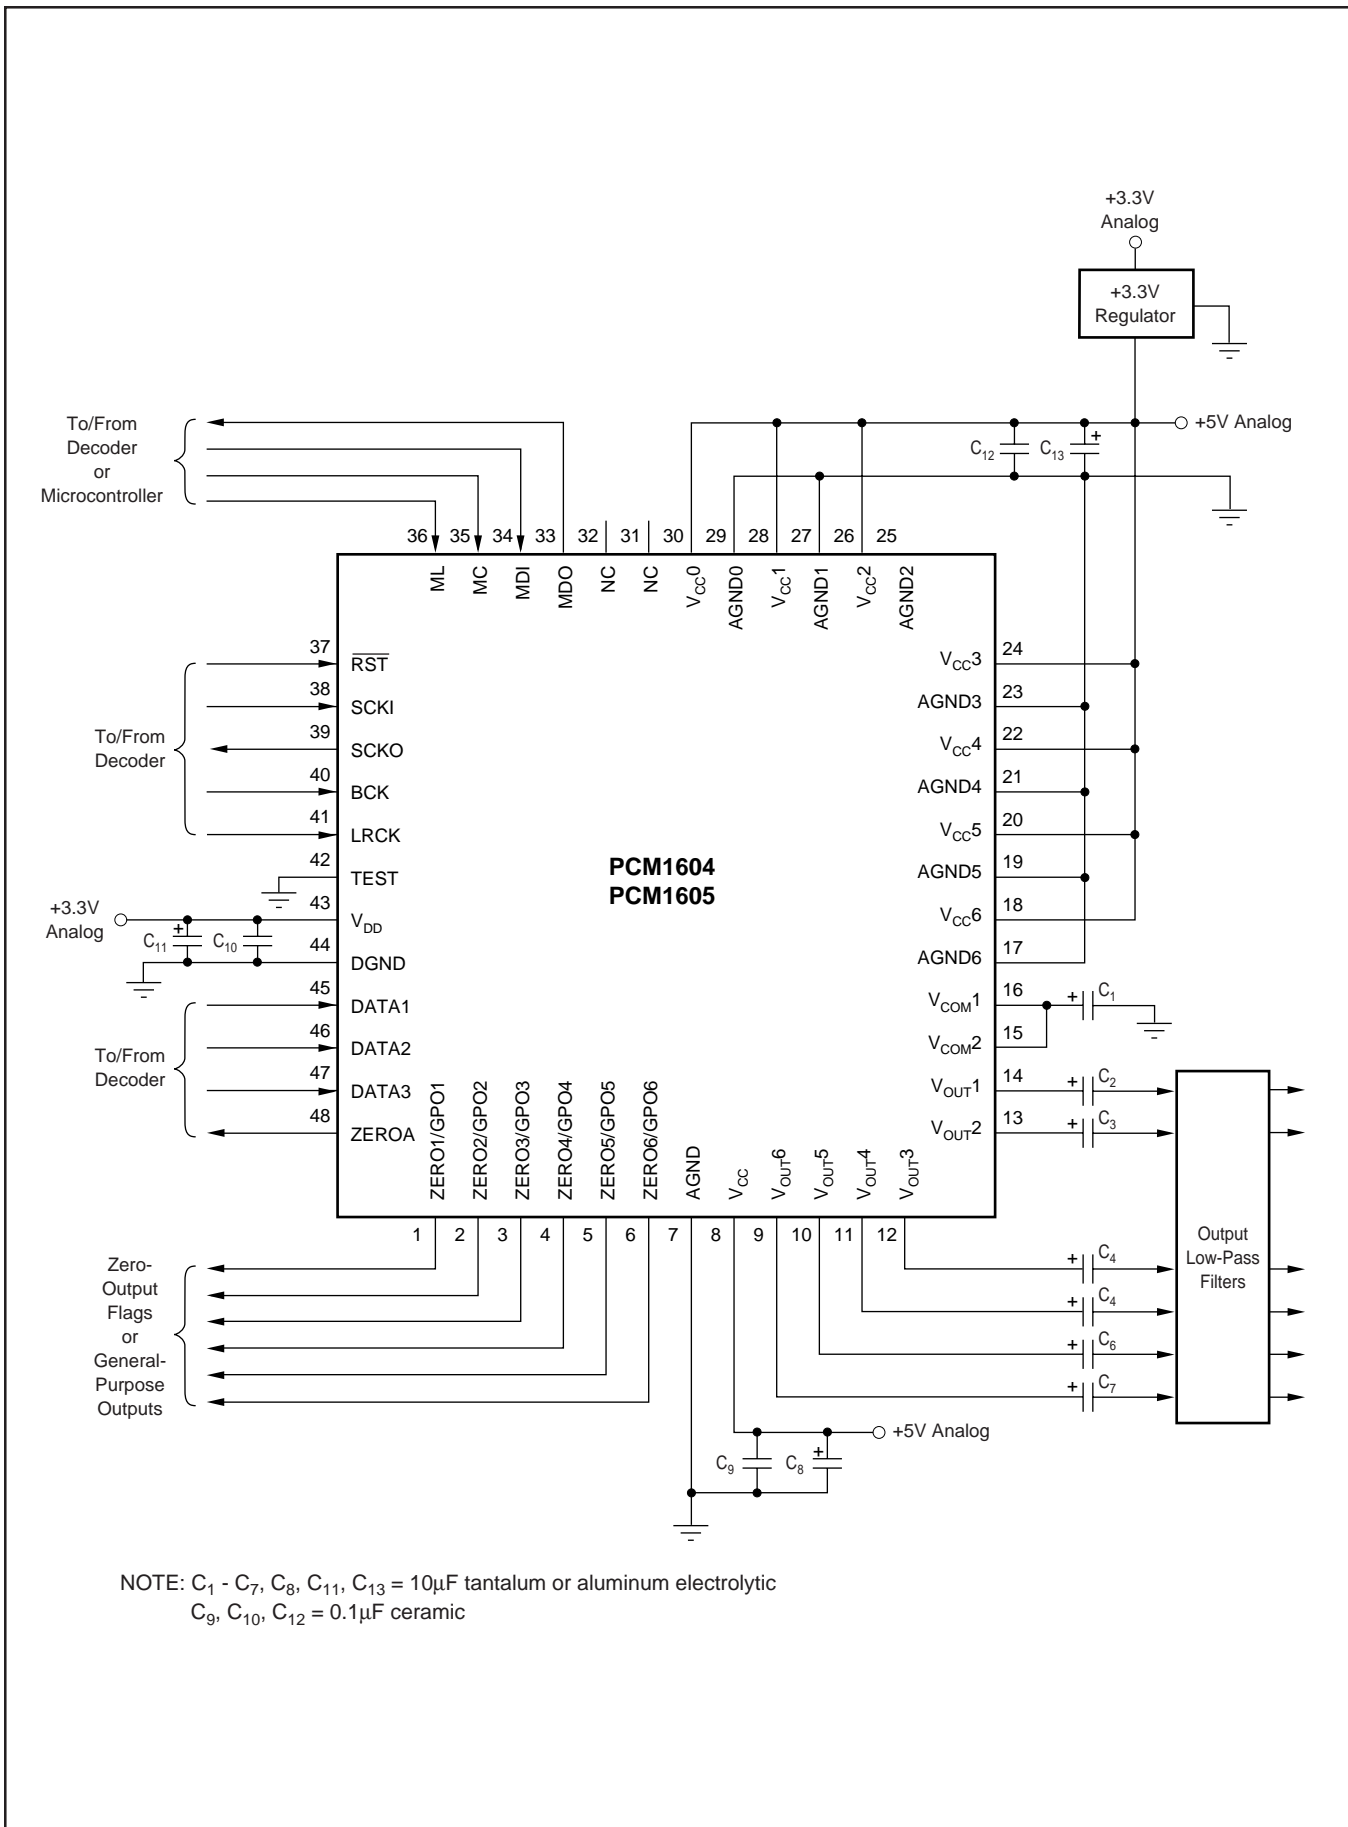 +3.3V
Analog
+3.3V
Regulator
+5V Analog
C12
C13
To/From
Decoder
or
Microcontroller
36 35 34 33 32 31 30 29 28 27 26 25
ML
MC
MDI
MDO
NC
NC
VCC0
AGND0
VCC1
AGND1
VCC2
AGND2
To/From
Decoder
37 RST
38 SCKI
39 SCKO
40 BCK
41 LRCK
42 TEST
43 VDD
44 DGND
+3.3V
Analog
C11
C10
To/From
Decoder
45 DATA1
46 DATA2
47 DATA3
48 ZEROA
PCM1604
PCM1605
VCC3 24
AGND3 23
VCC4 22
AGND4 21
VCC5 20
AGND5 19
VCC6 18
AGND6 17
VCOM1 16
VCOM2 15
VOUT1 14
VOUT2 13
+ C1
+ C2
+ C3
ZERO1/GPO1
ZERO2/GPO2
ZERO3/GPO3
ZERO4/GPO4
ZERO5/GPO5
ZERO6/GPO6
AGND
VCC
VOUT6
VOUT5
VOUT4
VOUT3
1 2 3 4 5 6 7 8 9 10 11 12
Zero-
Output
Flags
or
General-
Purpose
Outputs
+ C4
+ C4
+ C6
+ C7
Output
Low-Pass
Filters
+5V Analog
C9
C8
NOTE: C1 - C7, C8, C11, C13 = 10µF tantalum or aluminum electrolytic
C9, C10, C12 = 0.1µF ceramic